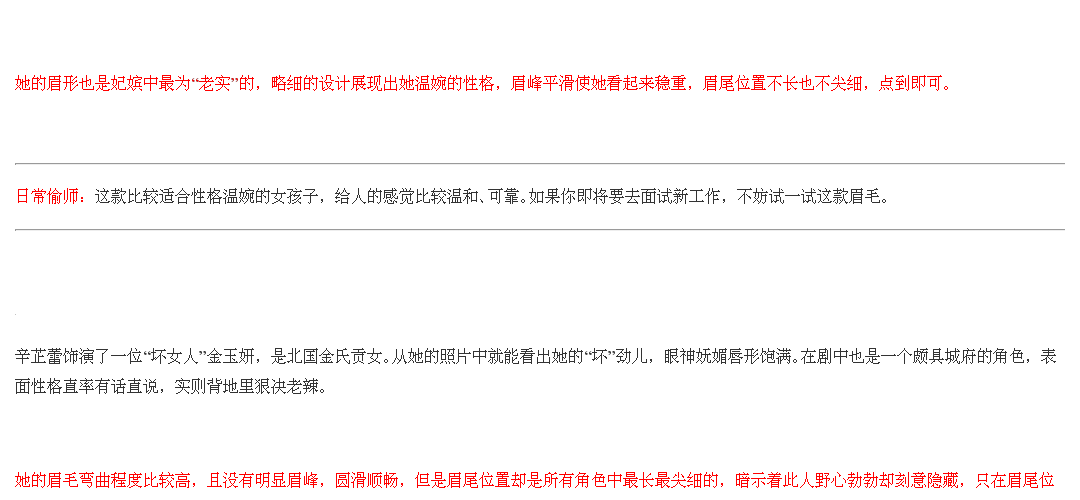 她的眉形也是妃嫔中最为“老实”的，略细的设计展现出她温婉的性格，眉峰平滑使她看起来稳重，眉尾位置不长也不尖细，点到即可。
日常偷师：这款比较适合性格温婉的女孩子，给人的感觉比较温和、可靠。如果你即将要去面试新工作，不妨试一试这款眉毛。
辛芷蕾饰演了一位“坏女人”金玉妍，是北国金氏贡女。从她的照片中就能看出她的“坏”劲儿，眼神妩媚唇形饱满。在剧中也是一个颇具城府的角色，表
面性格直率有话直说，实则背地里狠决老辣。
她的眉毛弯曲程度比较高，且没有明显眉峰，圆滑顺畅，但是眉尾位置却是所有角色中最长最尖细的，暗示着此人野心勃勃却刻意隐藏，只在眉尾位